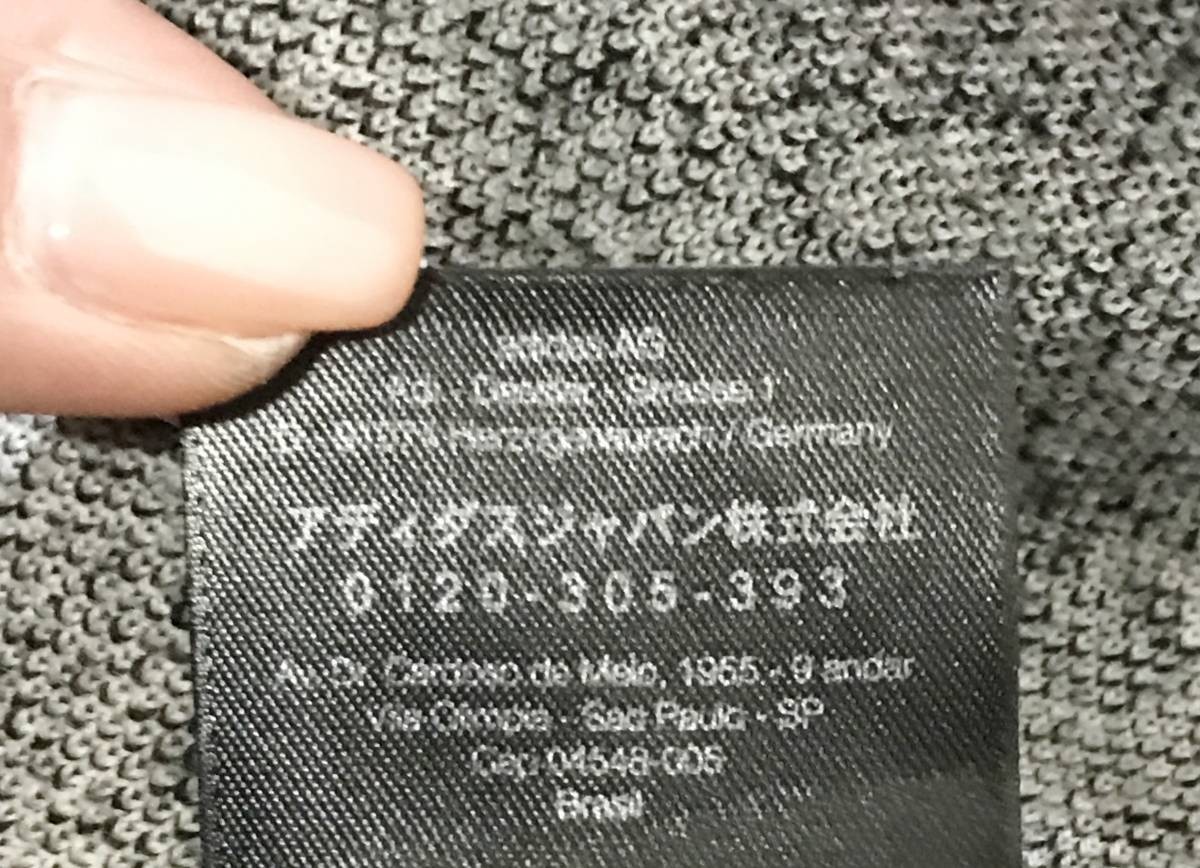 adidas AG
Adi - Dassler - Strasse 1
91074 Herzogenaurach / Germany
アディダスジャパン株式会社
0120-305-393
Av. Dr. Cardoso de Melo, 1955 - 9 andar
Vila Olimpia - Sao Paulo - SP
Cep 04548-005
Brasil